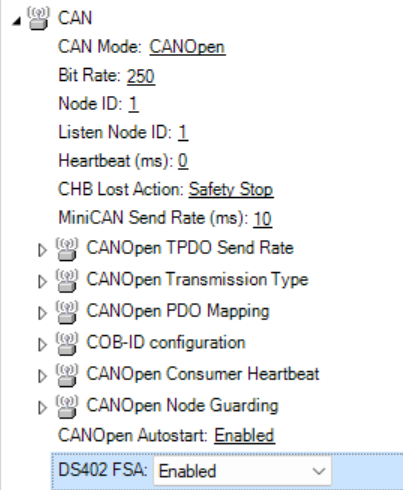 CAN
CAN Mode: CANOpen
Bit Rate: 250
Node ID: 1
Listen Node ID: 1
Heartbeat (ms): 0
CHB Lost Action: Safety Stop
MiniCAN Send Rate (ms): 10
CANOpen TPDO Send Rate
CANOpen Transmission Type
CANOpen PDO Mapping
COB-ID configuration
CANOpen Consumer Heartbeat
CANOpen Node Guarding
CANOpen Autostart: Enabled
DS402 FSA: Enabled